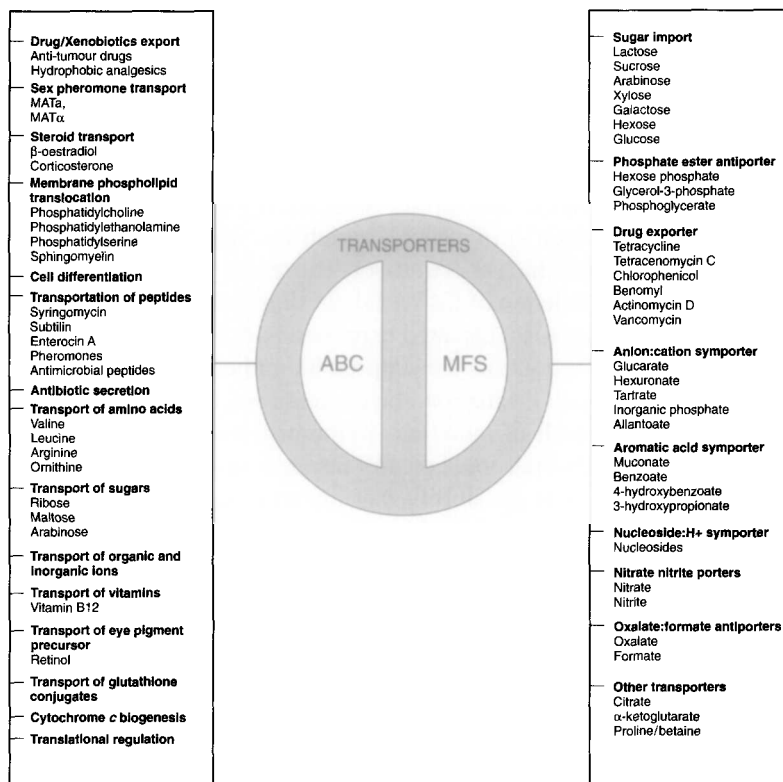 Drug/Xenobiotics export
Anti-tumour drugs
Hydrophobic analgesics
Sex pheromone transport
MATa,
MATα
Steroid transport
β-oestradiol
Corticosterone
Membrane phospholipid
translocation
Phosphatidylcholine
Phosphatidylethanolamine
Phosphatidylserine
Sphingomyelin
Cell differentiation
Transportation of peptides
Syringomycin
Subtilin
Enterocin A
Pheromones
Antimicrobial peptides
Antibiotic secretion
Transport of amino acids
Valine
Leucine
Arginine
Ornithine
Transport of sugars
Ribose
Maltose
Arabinose
Transport of organic and
inorganic ions
Transport of vitamins
Vitamin B12
Transport of eye pigment
precursor
Retinol
Transport of glutathione
conjugates
Cytochrome c biogenesis
Translational regulation
TRANSPORTERS
ABC
MFS
Sugar import
Lactose
Sucrose
Arabinose
Xylose
Galactose
Hexose
Glucose
Phosphate ester antiporter
Hexose phosphate
Glycerol-3-phosphate
Phosphoglycerate
Drug exporter
Tetracycline
Tetracenomycin C
Chlorophenicol
Benomyl
Actinomycin D
Vancomycin
Anion:cation symporter
Glucarate
Hexuronate
Tartrate
Inorganic phosphate
Allantoate
Aromatic acid symporter
Muconate
Benzoate
4-hydroxybenzoate
3-hydroxypropionate
Nucleoside:H+ symporter
Nucleosides
Nitrate nitrite porters
Nitrate
Nitrite
Oxalate:formate antiporters
Oxalate
Formate
Other transporters
Citrate
α-ketoglutarate
Proline/betaine